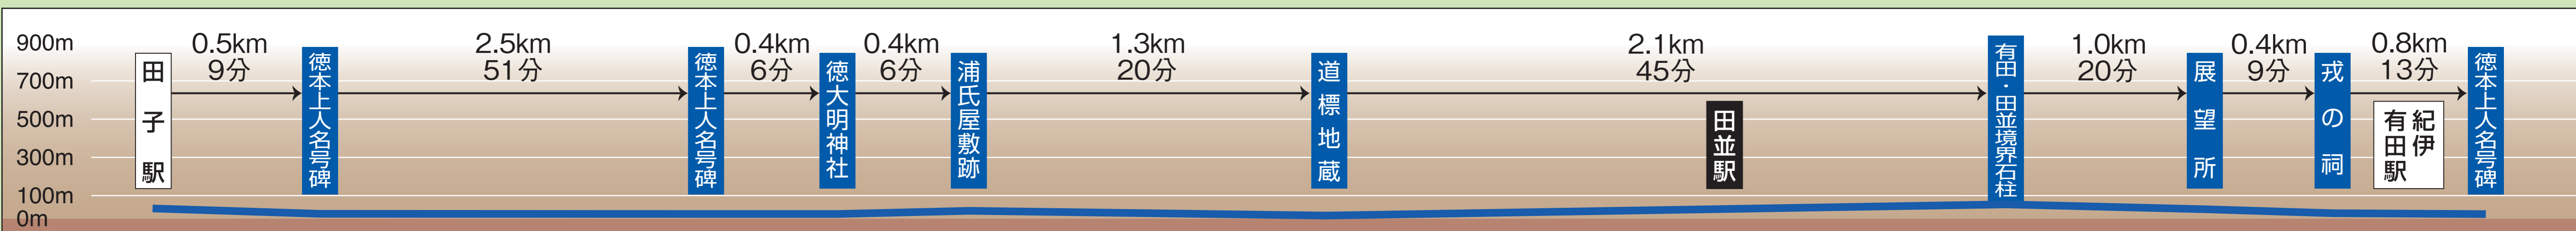 900m
700m
500m
300m
100m
0m
田子駅
0.5km
9分
徳本上人名号碑
2.5km
51分
徳本上人名号碑
0.4km
6分
徳大明神社
0.4km
6分
浦氏屋敷跡
1.3km
20分
道標地蔵
2.1km
45分
田並駅
有田・田並境界石柱
1.0km
20分
展望所
0.4km
9分
戎の祠
0.8km
13分
紀伊
有田駅
徳本上人名号碑